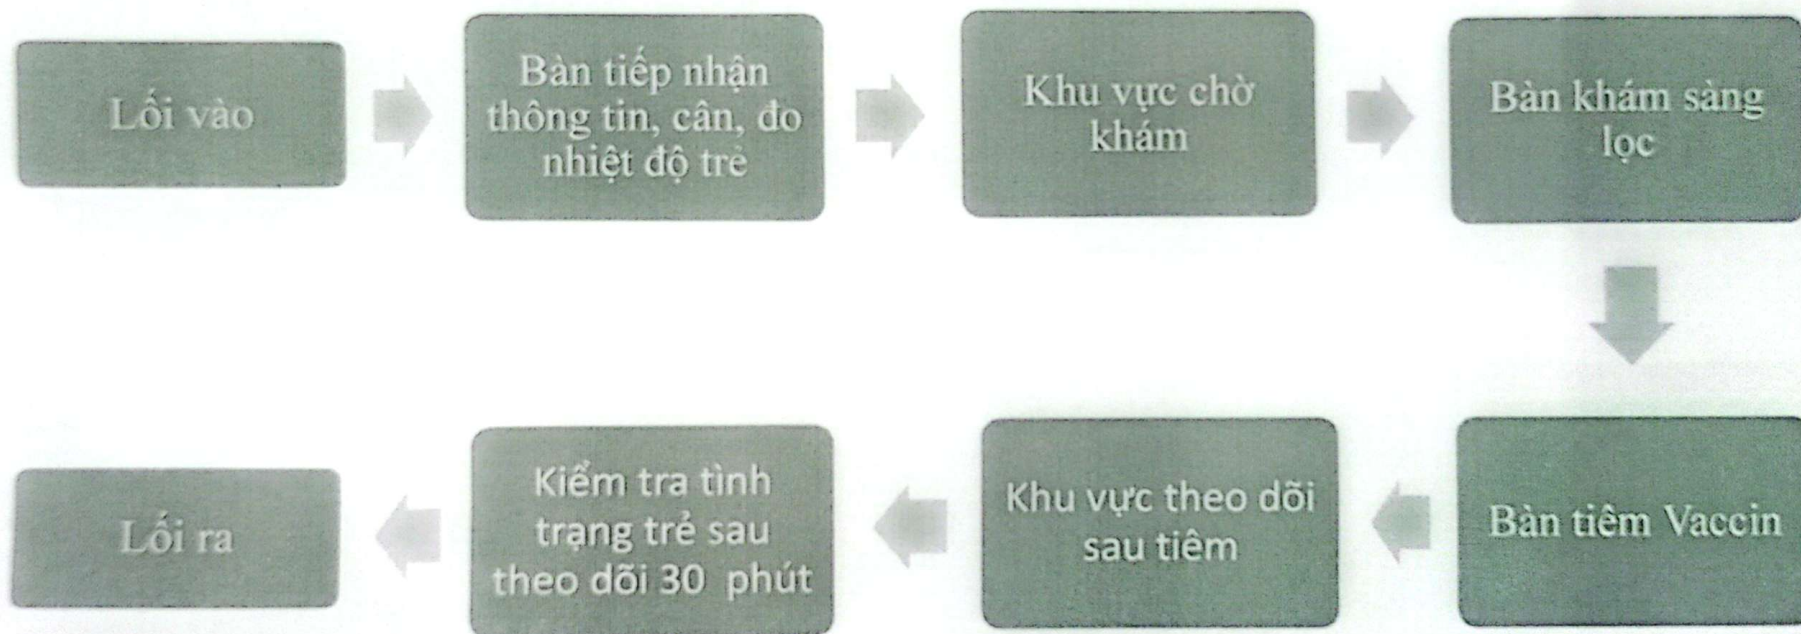 Lối vào
Bàn tiếp nhận
thông tin, cân, đo
nhiệt độ trẻ
Khu vực chờ
khám
Bàn khám sàng
lọc
Bàn tiêm Vaccin
Khu vực theo dõi
sau tiêm
Kiểm tra tình
trạng trẻ sau
theo dõi 30 phút
Lối ra